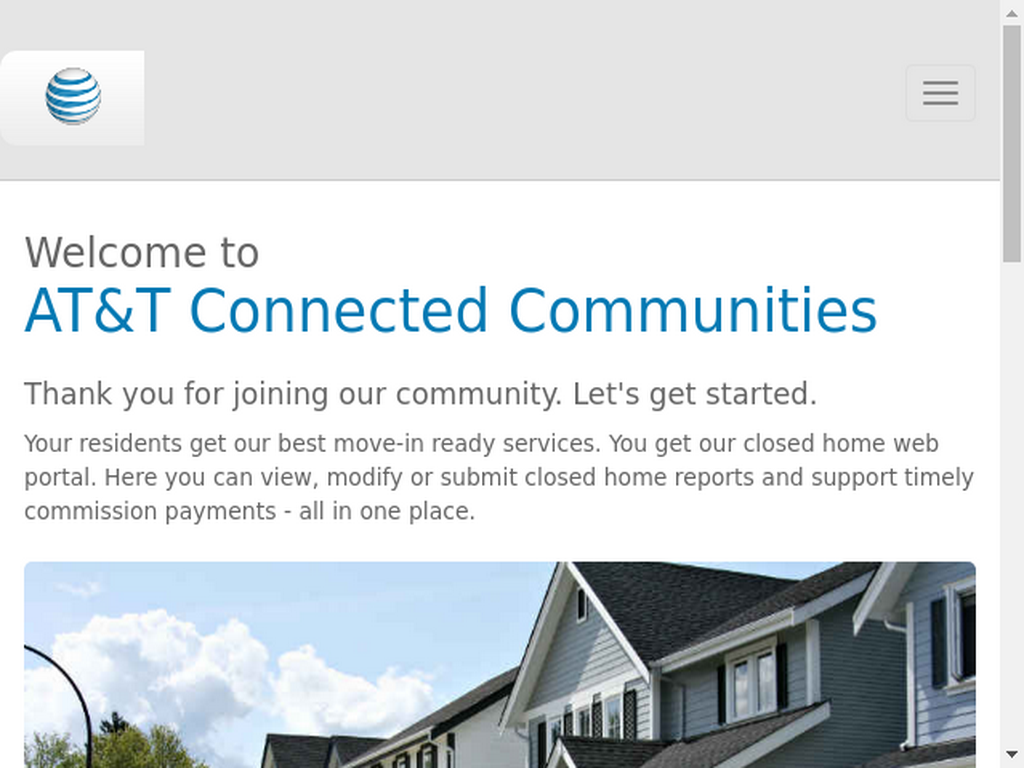 Welcome to
AT&T Connected Communities
Thank you for joining our community. Let's get started.
Your residents get our best move-in ready services. You get our closed home web
portal. Here you can view, modify or submit closed home reports and support timely
commission payments - all in one place.